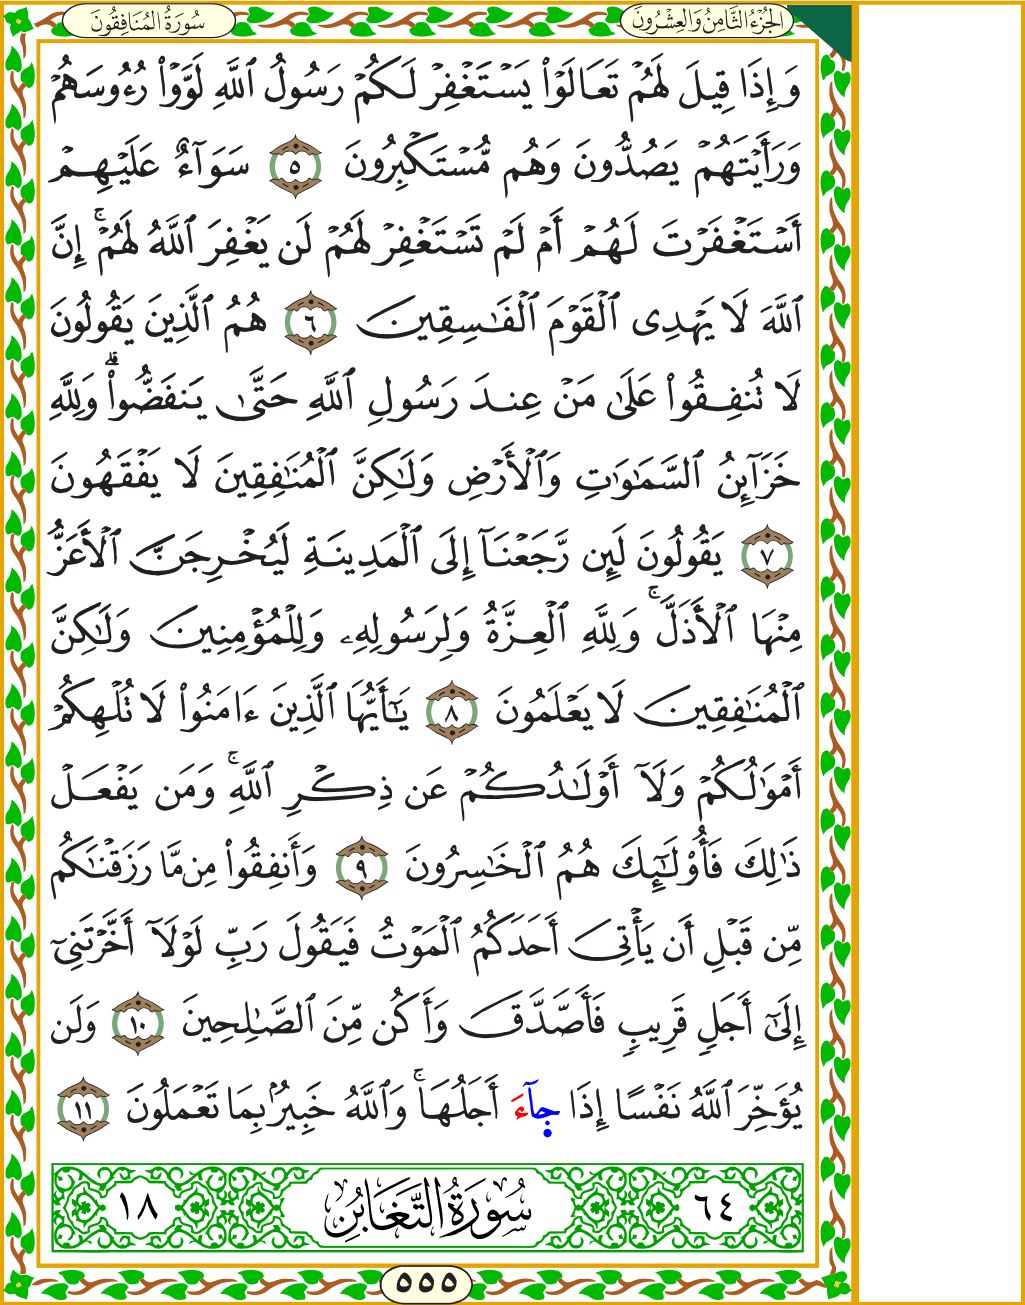 الجُزْءُ الثَّامِنُ وَالعِشْرُونَ
سُورَةُ المُنَافِقُونَ
وَإِذَا قِيلَ لَهُمْ تَعَالَوْاْ يَسْتَغْفِرْ لَكُمْ رَسُولُ ٱللَّهِ لَوَّوْاْ رُءُوسَهُمْ
وَرَأَيْتَهُمْ يَصُدُّونَ وَهُم مُّسْتَكْبِرُونَ ٥ سَوَآءٌ عَلَيْهِمْ
أَسْتَغْفَرْتَ لَهُمْ أَمْ لَمْ تَسْتَغْفِرْ لَهُمْ لَن يَغْفِرَ ٱللَّهُ لَهُمْۚ إِنَّ
ٱللَّهَ لَا يَهْدِى ٱلْقَوْمَ ٱلْفَٰسِقِينَ ٦ هُمُ ٱلَّذِينَ يَقُولُونَ
لَا تُنفِقُواْ عَلَىٰ مَنْ عِندَ رَسُولِ ٱللَّهِ حَتَّىٰ يَنفَضُّواْۗ وَلِلَّهِ
خَزَآئِنُ ٱلسَّمَٰوَٰتِ وَٱلْأَرْضِ وَلَٰكِنَّ ٱلْمُنَٰفِقِينَ لَا يَفْقَهُونَ
٧ يَقُولُونَ لَئِن رَّجَعْنَآ إِلَى ٱلْمَدِينَةِ لَيُخْرِجَنَّ ٱلْأَعَزُّ
مِنْهَا ٱلْأَذَلَّۚ وَلِلَّهِ ٱلْعِزَّةُ وَلِرَسُولِهِۦ وَلِلْمُؤْمِنِينَ وَلَٰكِنَّ
ٱلْمُنَٰفِقِينَ لَا يَعْلَمُونَ ٨ يَٰٓأَيُّهَا ٱلَّذِينَ ءَامَنُواْ لَا تُلْهِكُمْ
أَمْوَٰلُكُمْ وَلَآ أَوْلَٰدُكُمْ عَن ذِكْرِ ٱللَّهِۚ وَمَن يَفْعَلْ
ذَٰلِكَ فَأُوْلَٰٓئِكَ هُمُ ٱلْخَٰسِرُونَ ٩ وَأَنفِقُواْ مِن مَّا رَزَقْنَٰكُم
مِّن قَبْلِ أَن يَأْتِىَ أَحَدَكُمُ ٱلْمَوْتُ فَيَقُولَ رَبِّ لَوْلَآ أَخَّرْتَنِىٓ
إِلَىٰٓ أَجَلٍ قَرِيبٍ فَأَصَّدَّقَ وَأَكُن مِّنَ ٱلصَّٰلِحِينَ ١٠ وَلَن
يُؤَخِّرَ ٱللَّهُ نَفْسًا إِذَا جَآءَ أَجَلُهَاۚ وَٱللَّهُ خَبِيرُۢ بِمَا تَعْمَلُونَ ١١
٦٤ سُورَةُ التَّغَابُنِ ١٨
٥٥٥